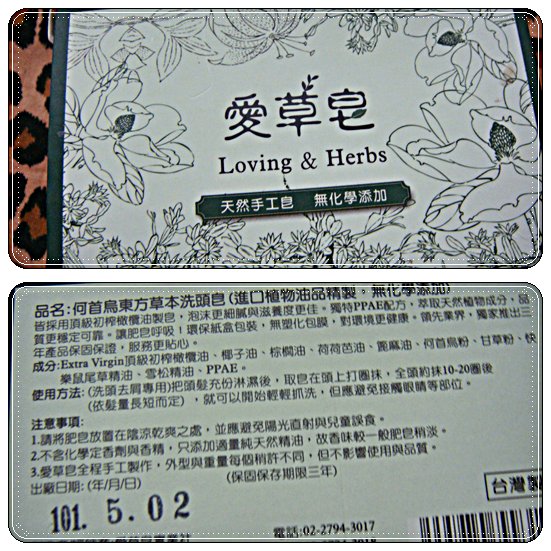 愛草皂
Loving & Herbs
天然手工皂 無化學添加
品名:何首烏東方草本洗頭皂(進口植物油品精製,無化學添加)
皆採用頂級初榨橄欖油製皂,泡沫更細膩與滋養度更佳。獨特PPAE配方,萃取天然植物成分,品
質更穩定可靠。讓肥皂呼吸!環保紙盒包裝,無塑化包膜,對環境更健康。領先業界,獨家推出三
年產品保固保證,服務更貼心。
成分:Extra Virgin頂級初榨橄欖油、椰子油、棕櫚油、荷荷芭油、蓖麻油、何首烏粉、甘草粉、快
樂鼠尾草精油、雪松精油、PPAE。
使用方法:(洗頭去屑專用)把頭髮充份淋濕後,取皂在頭上打圈抹,全頭約抹10-20圈後
(依髮量長短而定),就可以開始輕輕抓洗,但應避免接觸眼睛等部位。
注意事項:
1.請將肥皂放置在陰涼乾爽之處,並應避免陽光直射與兒童誤食。
2.不含化學定香劑與香精,只添加適量純天然精油,故香味較一般肥皂稍淡。
3.愛草皂全程手工製作,外型與重量每個稍許不同,但不影響使用與品質。
出廠日期:(年/月/日) (保固保存期限三年)
101. 5. 02
台灣製
電話:02-2794-3017